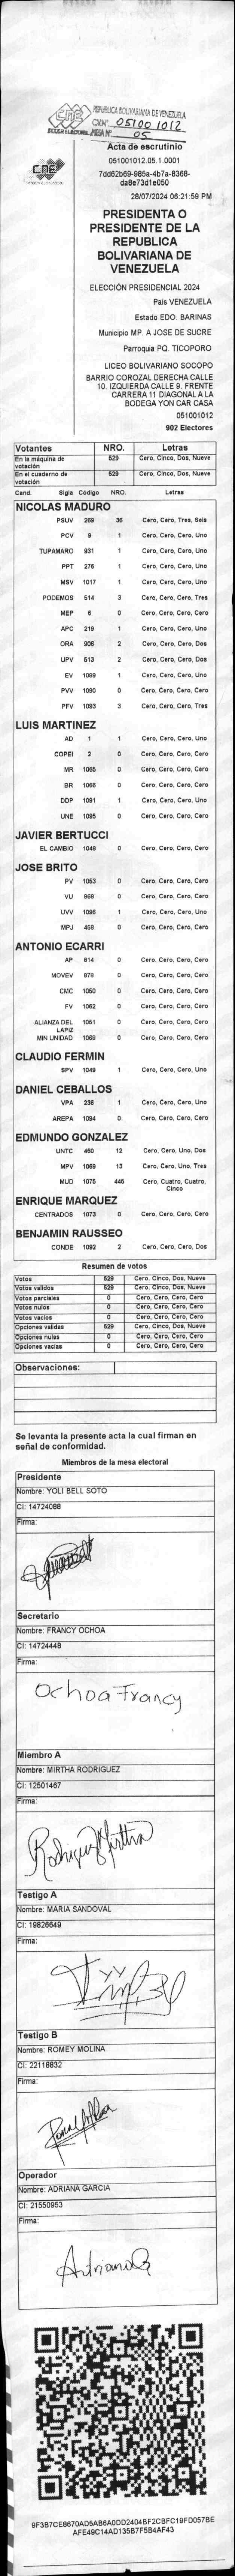 REPUBLICA BOLIVARIANA DE VENEZUELA
CNE
CNV° 05100 1012
MESA N° 05
Acta de escrutinio
051001012.05.1.0001
7dd62b69-985a-4b7a-8368-
da8e73d1e050
28/07/2024 06:21:59 PM
PRESIDENTA O
PRESIDENTE DE LA
REPUBLICA
BOLIVARIANA DE
VENEZUELA
ELECCIÓN PRESIDENCIAL 2024
Pais VENEZUELA
Estado EDO. BARINAS
Municipio MP. A JOSE DE SUCRE
Parroquia PQ. TICOPORO
LICEO BOLIVARIANO SOCOPO
BARRIO COROZAL DERECHA CALLE
10. IZQUIERDA CALLE 9. FRENTE
CARRERA 11 DIAGONAL A LA
BODEGA YON CAR CASA
051001012
902 Electores
Votantes NRO. Letras
En la máquina de votación 529 Cero, Cinco, Dos, Nueve
En el cuaderno de votación 529 Cero, Cinco, Dos, Nueve
Cand. Sigla Código NRO. Letras
NICOLAS MADURO
PSUV 269 36 Cero, Cero, Tres, Seis
PCV 9 1 Cero, Cero, Cero, Uno
TUPAMARO 931 1 Cero, Cero, Cero, Uno
PPT 276 1 Cero, Cero, Cero, Uno
MSV 1017 1 Cero, Cero, Cero, Uno
PODEMOS 514 3 Cero, Cero, Cero, Tres
MEP 6 0 Cero, Cero, Cero, Cero
APC 219 1 Cero, Cero, Cero, Uno
ORA 906 2 Cero, Cero, Cero, Dos
UPV 513 2 Cero, Cero, Cero, Dos
EV 1099 1 Cero, Cero, Cero, Uno
PVV 1090 0 Cero, Cero, Cero, Cero
PFV 1093 3 Cero, Cero, Cero, Tres
LUIS MARTINEZ
AD 1 1 Cero, Cero, Cero, Uno
COPEI 2 0 Cero, Cero, Cero, Cero
MR 1065 0 Cero, Cero, Cero, Cero
BR 1066 0 Cero, Cero, Cero, Cero
DDP 1091 1 Cero, Cero, Cero, Uno
UNE 1095 0 Cero, Cero, Cero, Cero
JAVIER BERTUCCI
EL CAMBIO 1048 0 Cero, Cero, Cero, Cero
JOSE BRITO
PV 1053 0 Cero, Cero, Cero, Cero
VU 868 0 Cero, Cero, Cero, Cero
UVV 1096 1 Cero, Cero, Cero, Uno
MPJ 458 0 Cero, Cero, Cero, Cero
ANTONIO ECARRI
AP 814 0 Cero, Cero, Cero, Cero
MOVEV 878 0 Cero, Cero, Cero, Cero
CMC 1050 0 Cero, Cero, Cero, Cero
FV 1062 0 Cero, Cero, Cero, Cero
ALIANZA DEL LAPIZ 1051 0 Cero, Cero, Cero, Cero
MIN UNIDAD 1068 0 Cero, Cero, Cero, Cero
CLAUDIO FERMIN
SPV 1049 1 Cero, Cero, Cero, Uno
DANIEL CEBALLOS
VPA 236 1 Cero, Cero, Cero, Uno
AREPA 1094 0 Cero, Cero, Cero, Cero
EDMUNDO GONZALEZ
UNTC 460 12 Cero, Cero, Uno, Dos
MPV 1069 13 Cero, Cero, Uno, Tres
MUD 1075 445 Cero, Cuatro, Cuatro,
Cinco
ENRIQUE MARQUEZ
CENTRADOS 1073 0 Cero, Cero, Cero, Cero
BENJAMIN RAUSSEO
CONDE 1092 2 Cero, Cero, Cero, Dos
Resumen de votos
Votos 529 Cero, Cinco, Dos, Nueve
Votos validos 529 Cero, Cinco, Dos, Nueve
Votos parciales 0 Cero, Cero, Cero, Cero
Votos nulos 0 Cero, Cero, Cero, Cero
Votos vacios 0 Cero, Cero, Cero, Cero
Opciones validas 529 Cero, Cinco, Dos, Nueve
Opciones nulas 0 Cero, Cero, Cero, Cero
Opciones vacias 0 Cero, Cero, Cero, Cero
Observaciones:
Se levanta la presente acta la cual firman en
señal de conformidad.
Miembros de la mesa electoral
Presidente
Nombre: YOLI BELL SOTO
CI: 14724088
Firma:
Secretario
Nombre: FRANCY OCHOA
CI: 14724448
Firma:
Ochoa Francy
Miembro A
Nombre: MIRTHA RODRIGUEZ
CI: 12501467
Firma:
Rodriguez Mirtha
Testigo A
Nombre: MARIA SANDOVAL
CI: 19826649
Firma:
Testigo B
Nombre: ROMEY MOLINA
CI: 22118832
Firma:
Operador
Nombre: ADRIANA GARCIA
CI: 21550953
Firma:
Adriana G
9F3B7CE8670AD5AB6A0DD2404BF2CBFC19FD057BE
AFE49C14AD135B7F5B4AF43